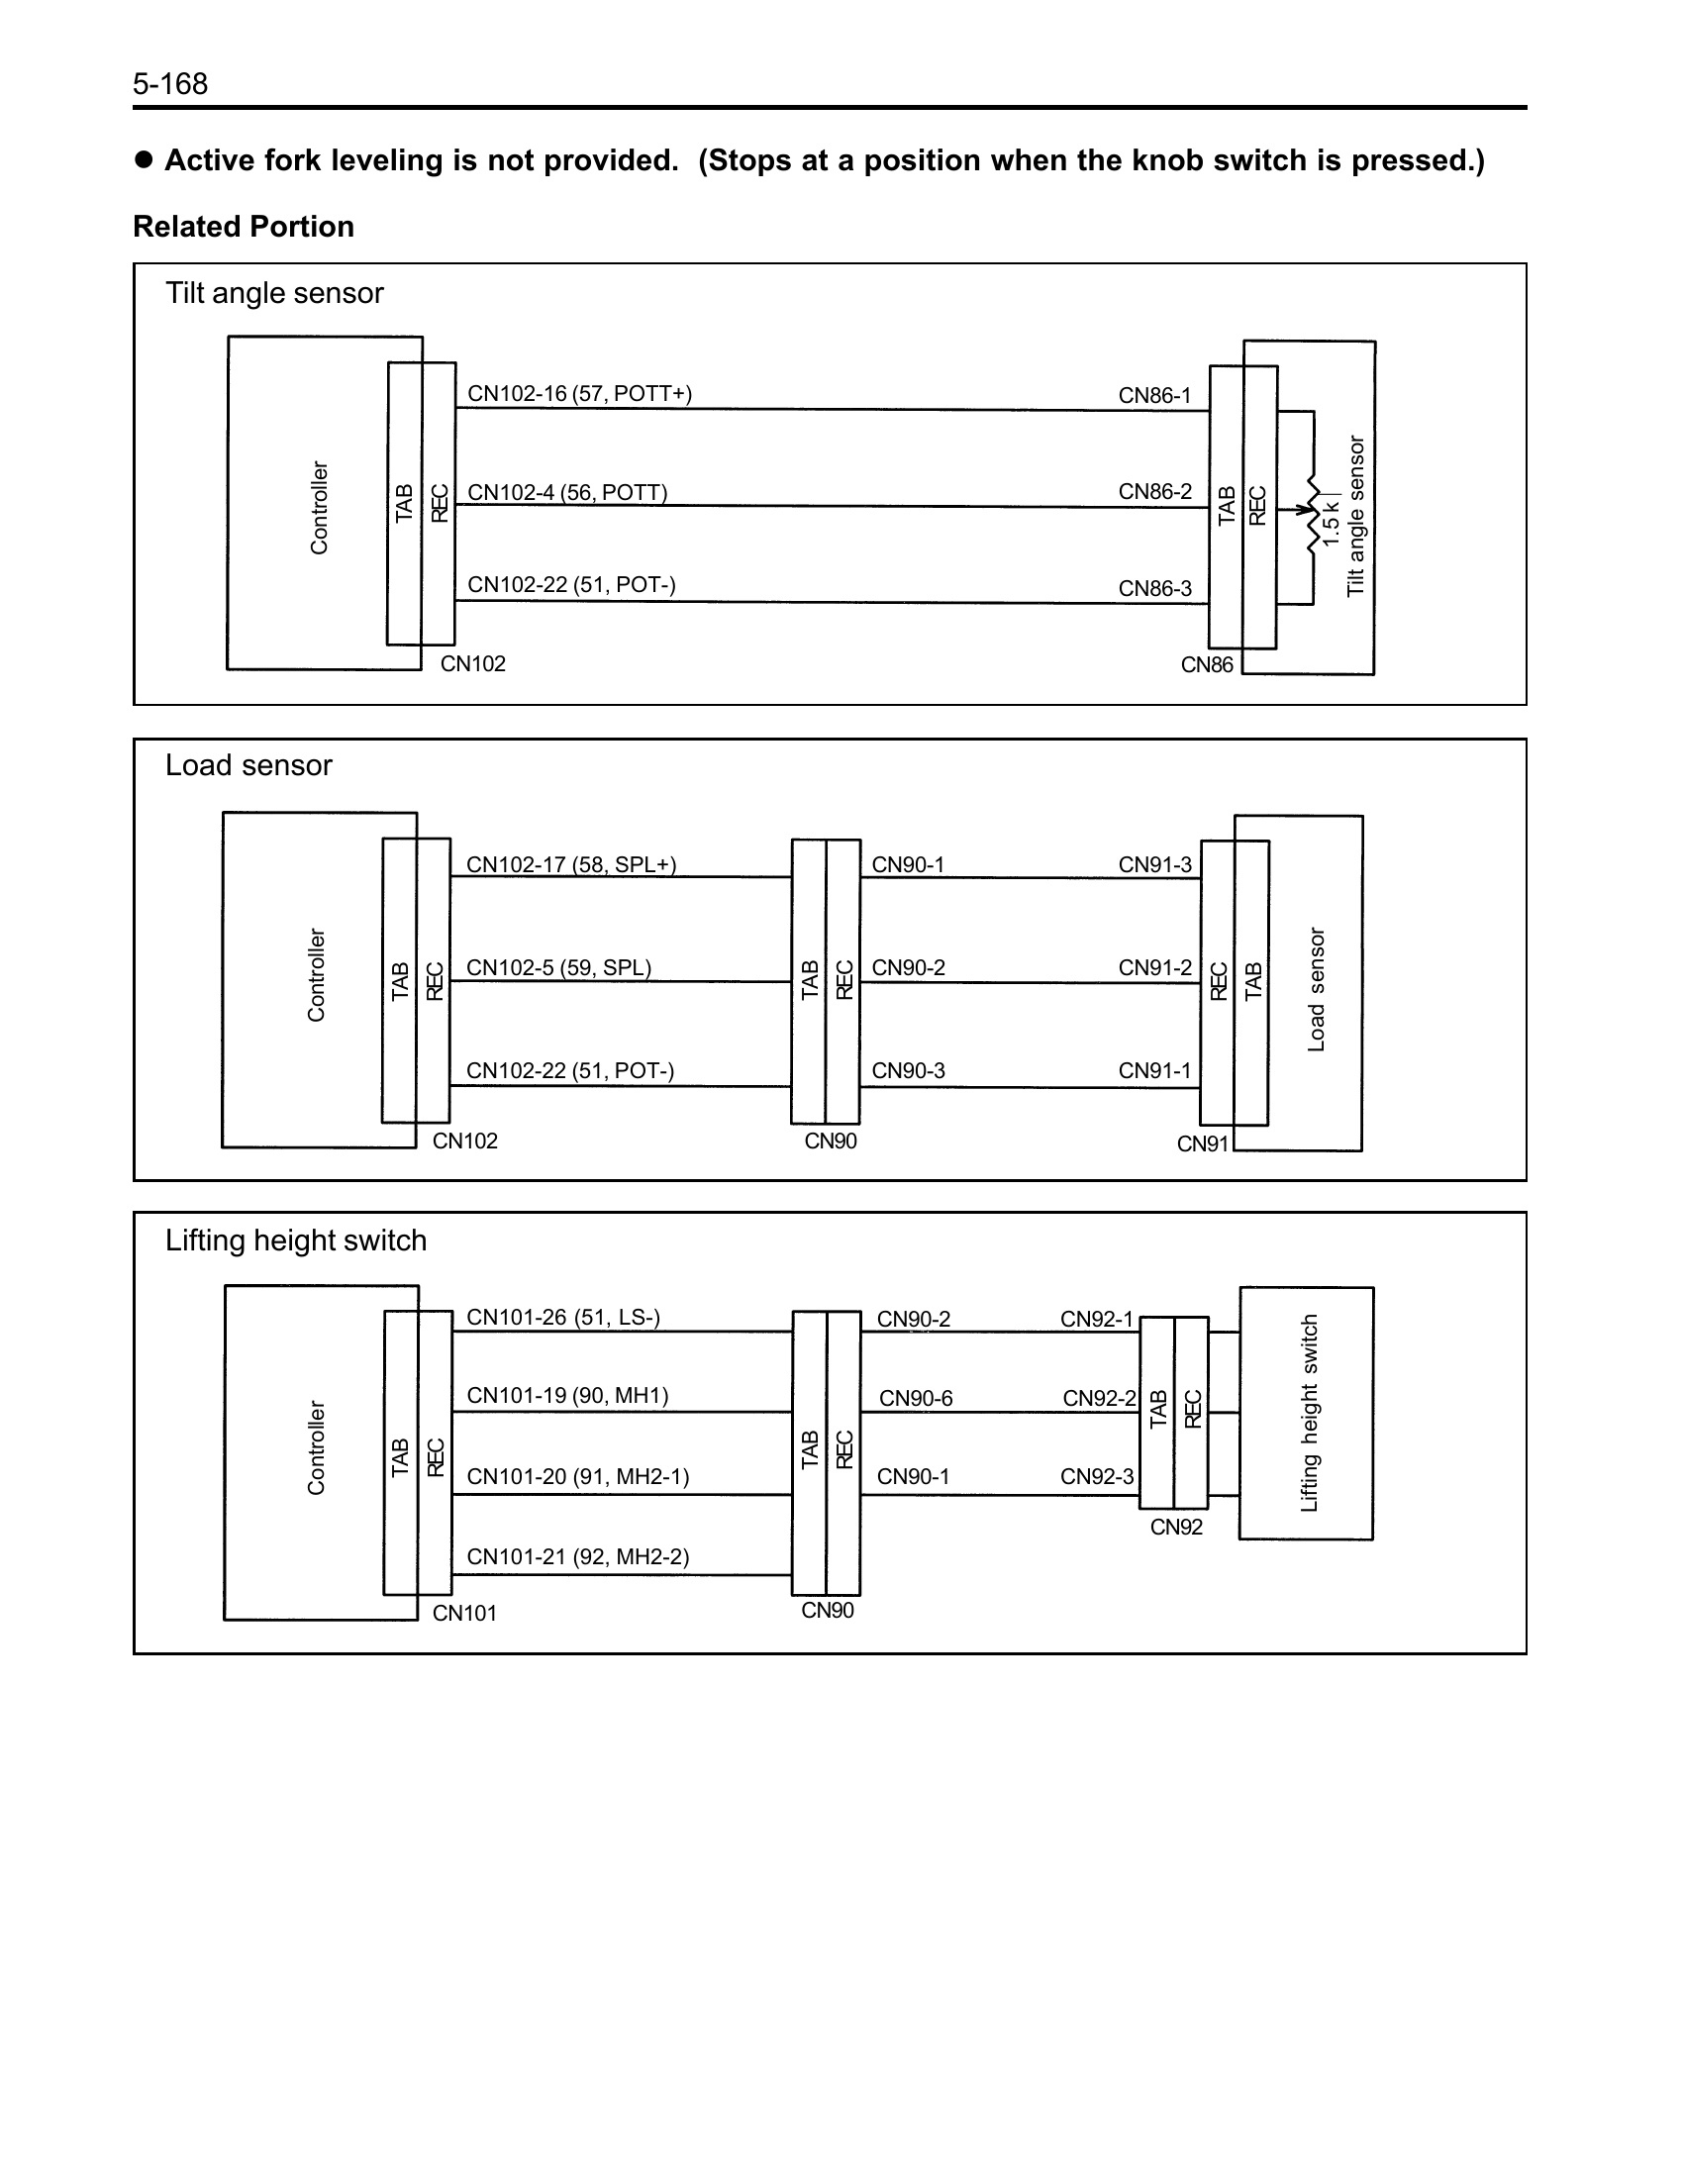 5-168
● Active fork leveling is not provided. (Stops at a position when the knob switch is pressed.)
Related Portion
Tilt angle sensor
Controller
TAB
REC
CN102-16 (57, POTT+)
CN86-1
CN102-4 (56, POTT)
CN86-2
CN102-22 (51, POT-)
CN86-3
TAB
REC
1.5 k
Tilt angle sensor
CN102
CN86
Load sensor
Controller
TAB
REC
CN102-17 (58, SPL+)
CN90-1
CN91-3
CN102-5 (59, SPL)
TAB
REC
CN90-2
CN91-2
REC
TAB
Load sensor
CN102-22 (51, POT-)
CN90-3
CN91-1
CN102
CN90
CN91
Lifting height switch
Controller
TAB
REC
CN101-26 (51, LS-)
CN90-2
CN92-1
CN101-19 (90, MH1)
CN90-6
CN92-2
TAB
REC
Lifting height switch
TAB
REC
CN101-20 (91, MH2-1)
CN90-1
CN92-3
CN92
CN101-21 (92, MH2-2)
CN101
CN90